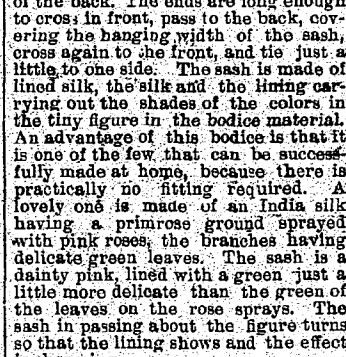 of the back. The ends are long enough
to cross in front, pass to the back, cov-
ering the hanging width of the sash,
cross again to the front, and tie just a
little to one side. The sash is made of
lined silk, the silk and the lining car-
rying out the shades of the colors in
the tiny figure in the bodice material.
An advantage of this bodice is that it
is one of the few that can be success-
fully made at home, because there is
practically no fitting required. A
lovely one is made of an India silk
having a primrose ground sprayed
with pink roses, the branches having
delicate green leaves. The sash is a
dainty pink, lined with a green just a
little more delicate than the green of
the leaves on the rose sprays. The
sash in passing about the figure turns
so that the lining shows and the effect